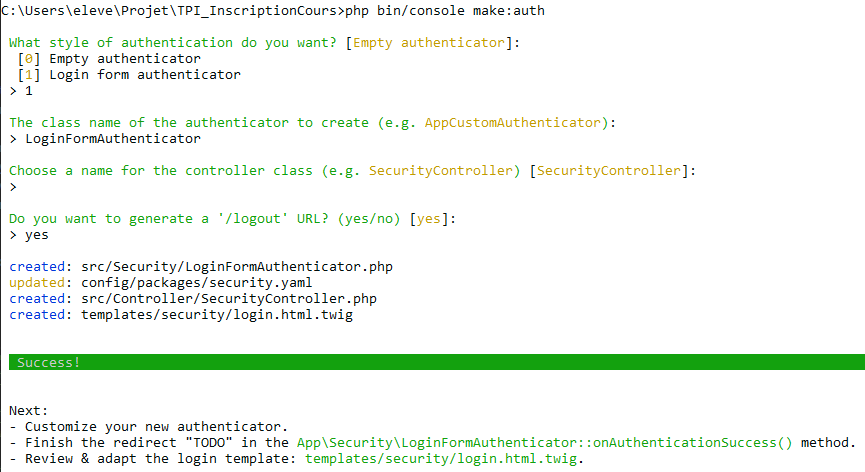 C:\Users\eleve\Projet\TPI_InscriptionCours>php bin/console make:auth
What style of authentication do you want? [Empty authenticator]:
[0] Empty authenticator
[1] Login form authenticator
> 1
The class name of the authenticator to create (e.g. AppCustomAuthenticator):
> LoginFormAuthenticator
Choose a name for the controller class (e.g. SecurityController) [SecurityController]:
>
Do you want to generate a '/logout' URL? (yes/no) [yes]:
> yes
created: src/Security/LoginFormAuthenticator.php
updated: config/packages/security.yaml
created: src/Controller/SecurityController.php
created: templates/security/login.html.twig
Success!
Next:
- Customize your new authenticator.
- Finish the redirect "TODO" in the App\Security\LoginFormAuthenticator::onAuthenticationSuccess() method.
- Review & adapt the login template: templates/security/login.html.twig.